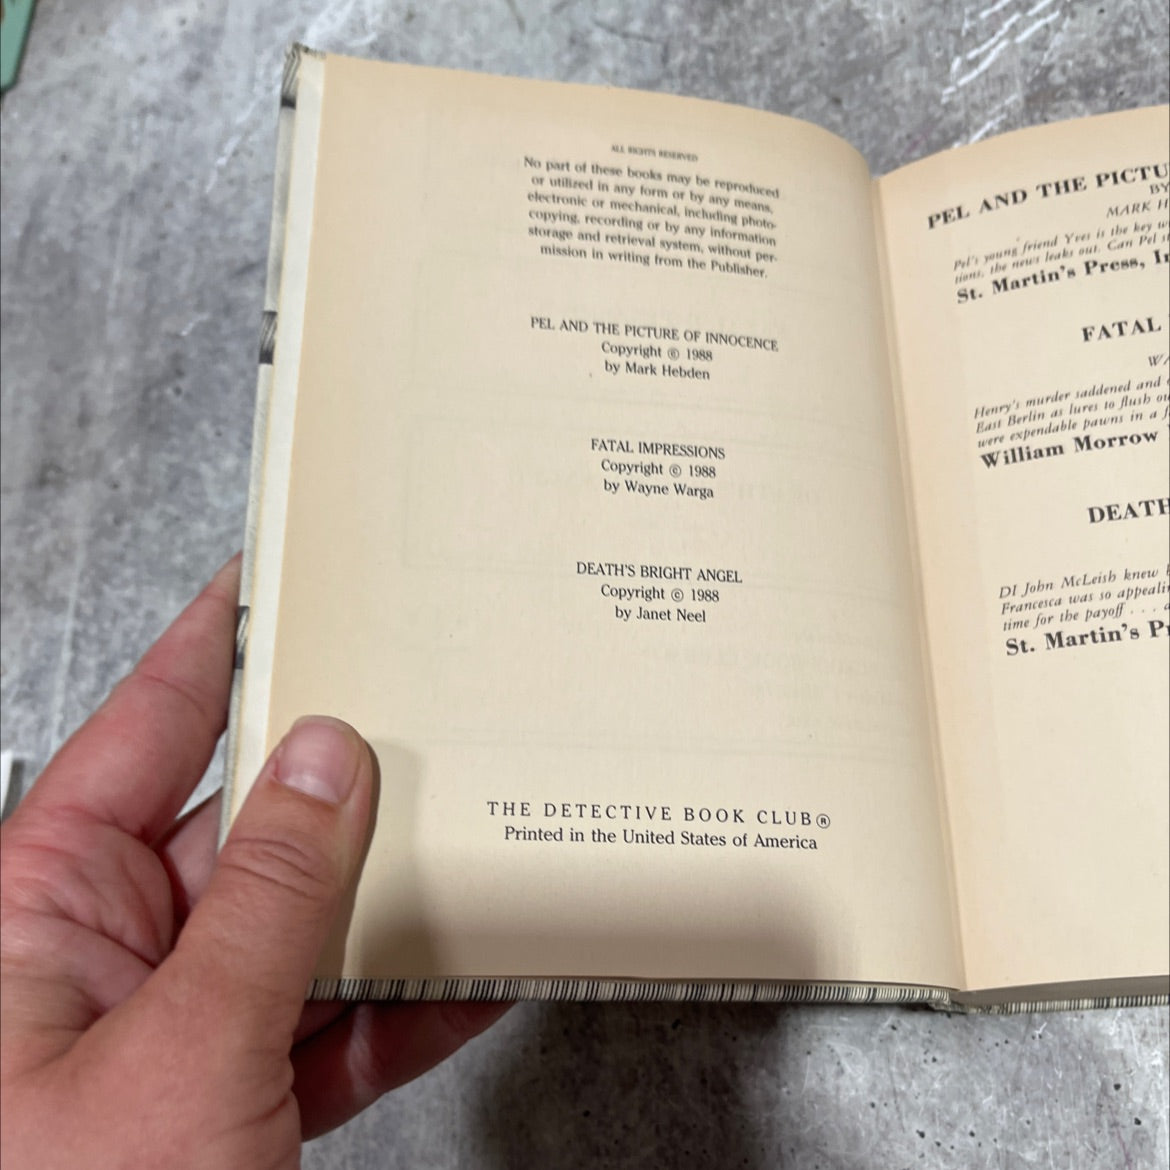 ALL RIGHTS RESERVED
No part of these books may be reproduced
or utilized in any form or by any means,
electronic or mechanical, including photo-
copying, recording or by any information
storage and retrieval system, without per-
mission in writing from the Publisher.
PEL AND THE PICTURE OF INNOCENCE
Copyright © 1988
by Mark Hebden
FATAL IMPRESSIONS
Copyright © 1988
by Wayne Warga
DEATH'S BRIGHT ANGEL
Copyright © 1988
by Janet Neel
THE DETECTIVE BOOK CLUB®
Printed in the United States of America
PEL AND THE PICTU
BY
MARK H
Pel's young friend Yves is the key w
tions, the news leaks out. Can Pel st
St. Martin's Press, In
FATAL
WA
Henry's murder saddened and
East Berlin as lures to flush ou
were expendable pawns in a
William Morrow
DEATH
DI John McLeish knew
Francesca was so appealin
time for the payoff . . . a
St. Martin's Pr